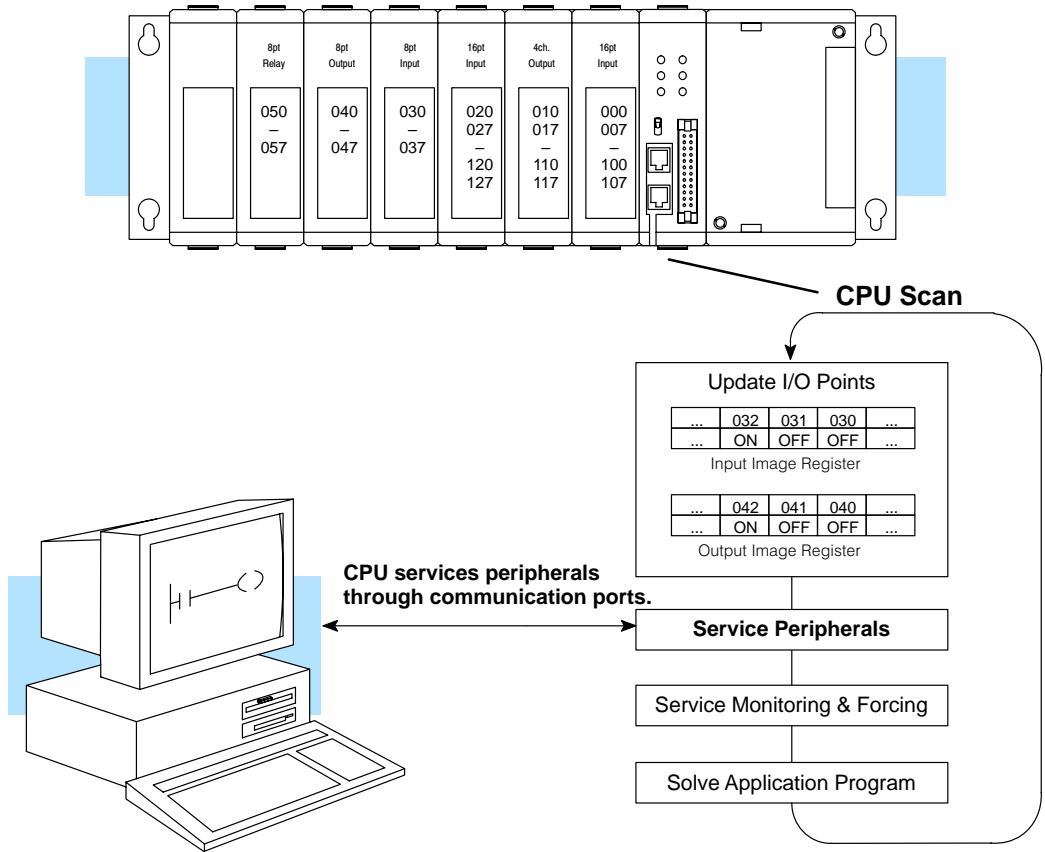 8pt
Relay
8pt
Output
8pt
Input
16pt
Input
4ch.
Output
16pt
Input
050
–
057
040
–
047
030
–
037
020
027
–
120
127
010
017
–
110
117
000
007
–
100
107
CPU Scan
Update I/O Points
... 032 031 030 ...
... ON OFF OFF ...
Input Image Register
... 042 041 040 ...
... ON OFF OFF ...
Output Image Register
CPU services peripherals
through communication ports.
Service Peripherals
Service Monitoring & Forcing
Solve Application Program